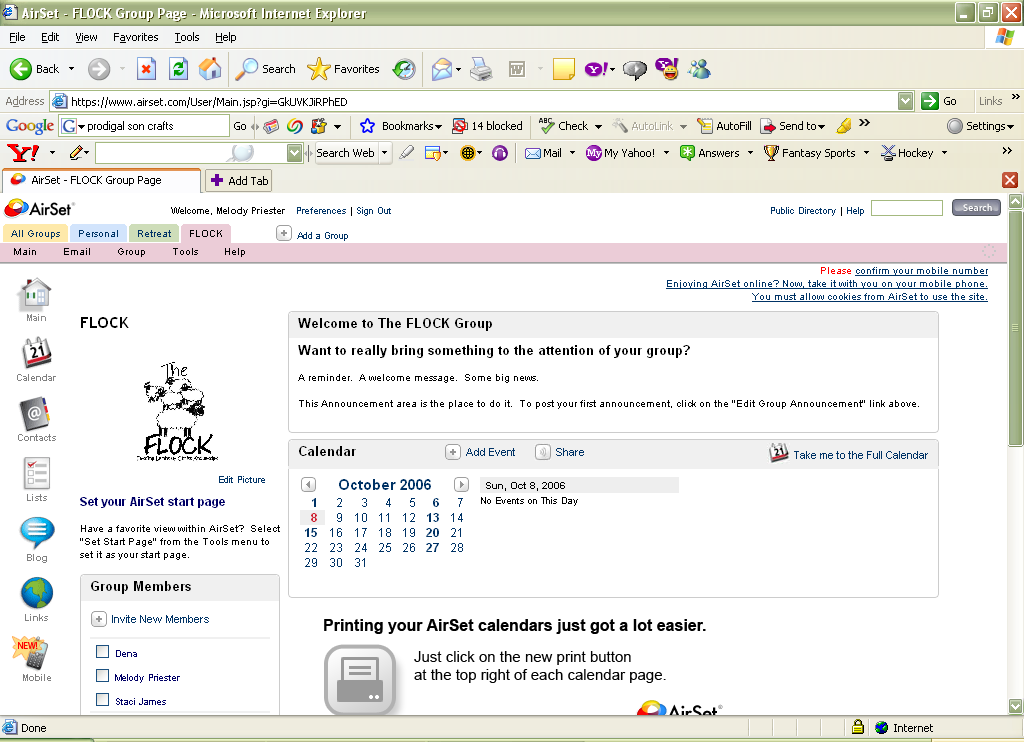 AirSet - FLOCK Group Page - Microsoft Internet Explorer
File Edit View Favorites Tools Help
Back Search Favorites
Address https://www.airset.com/User/Main.jsp?gi=GkUVKJiRPhED Go Links »
Google G prodigal son crafts Go Bookmarks 14 blocked ABC Check AutoLink AutoFill Send to » Settings
Y! Search Web Mail My Yahoo! Answers Fantasy Sports Hockey »
AirSet - FLOCK Group Page Add Tab
AirSet Welcome, Melody Priester Preferences | Sign Out Public Directory | Help Search
All Groups Personal Retreat FLOCK + Add a Group
Main Email Group Tools Help
Please confirm your mobile number
Enjoying AirSet online? Now, take it with you on your mobile phone.
You must allow cookies from AirSet to use the site.
Main
21
Calendar
@
Contacts
Lists
Blog
Links
NEW!
Mobile
FLOCK
The
FLOCK
Edit Picture
Set your AirSet start page
Have a favorite view within AirSet? Select
"Set Start Page" from the Tools menu to
set it as your start page.
Group Members
+ Invite New Members
Dena
Melody Priester
Staci James
Welcome to The FLOCK Group
Want to really bring something to the attention of your group?
A reminder. A welcome message. Some big news.
This Announcement area is the place to do it. To post your first announcement, click on the "Edit Group Announcement" link above.
Calendar + Add Event Share 21 Take me to the Full Calendar
October 2006
1 2 3 4 5 6 7
8 9 10 11 12 13 14
15 16 17 18 19 20 21
22 23 24 25 26 27 28
29 30 31
Sun, Oct 8, 2006
No Events on This Day
Printing your AirSet calendars just got a lot easier.
Just click on the new print button
at the top right of each calendar page.
AirSet
Done Internet